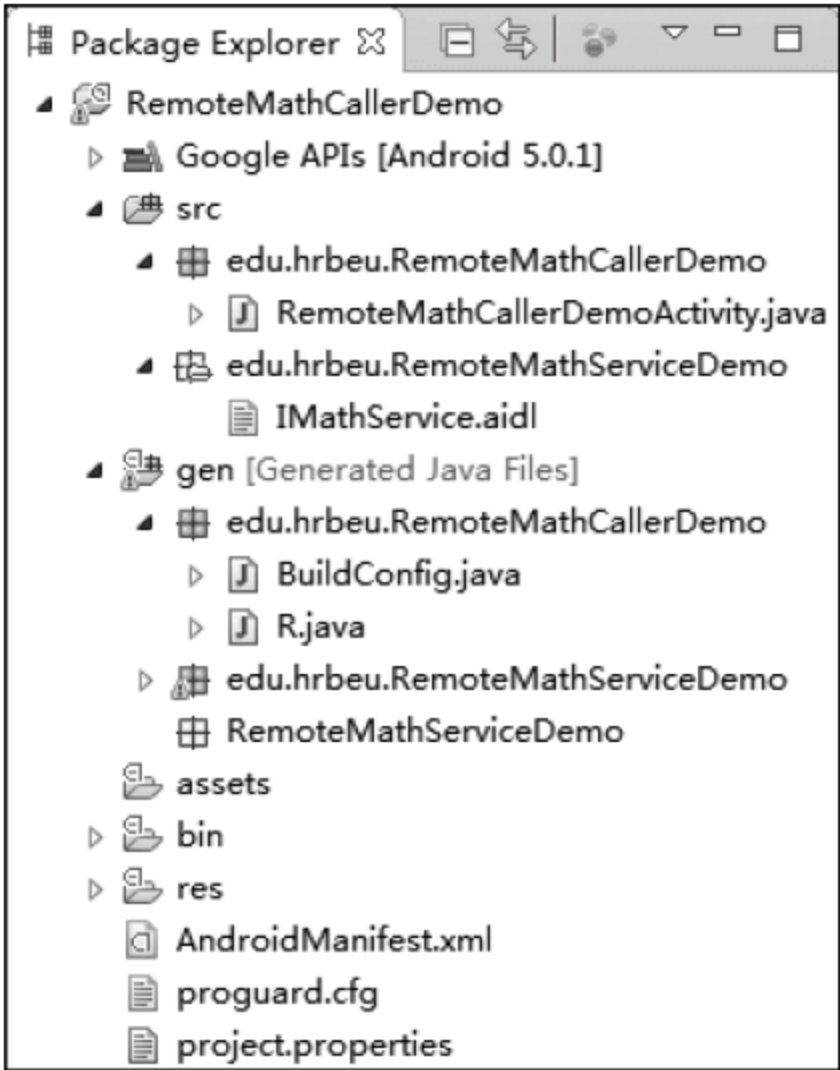 Package Explorer
RemoteMathCallerDemo
Google APIs [Android 5.0.1]
src
edu.hrbeu.RemoteMathCallerDemo
RemoteMathCallerDemoActivity.java
edu.hrbeu.RemoteMathServiceDemo
IMathService.aidl
gen [Generated Java Files]
edu.hrbeu.RemoteMathCallerDemo
BuildConfig.java
R.java
edu.hrbeu.RemoteMathServiceDemo
RemoteMathServiceDemo
assets
bin
res
AndroidManifest.xml
proguard.cfg
project.properties